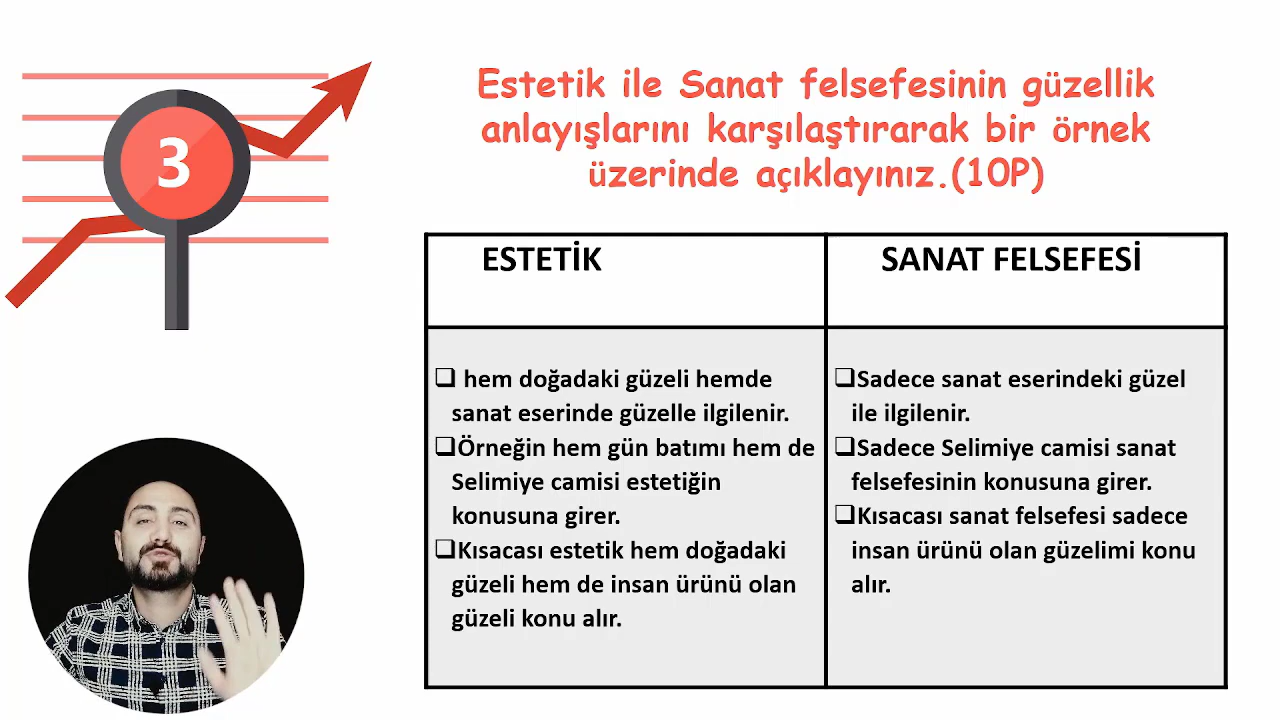 3
Estetik ile Sanat felsefesinin güzellik
anlayışlarını karşılaştırarak bir örnek
üzerinde açıklayınız.(10P)
ESTETİK
SANAT FELSEFESİ
❑ hem doğadaki güzeli hemde
sanat eserinde güzelle ilgilenir.
❑Örneğin hem gün batımı hem de
Selimiye camisi estetiğin
konusuna girer.
❑Kısacası estetik hem doğadaki
güzeli hem de insan ürünü olan
güzeli konu alır.
❑Sadece sanat eserindeki güzel
ile ilgilenir.
❑Sadece Selimiye camisi sanat
felsefesinin konusuna girer.
❑Kısacası sanat felsefesi sadece
insan ürünü olan güzelimi konu
alır.